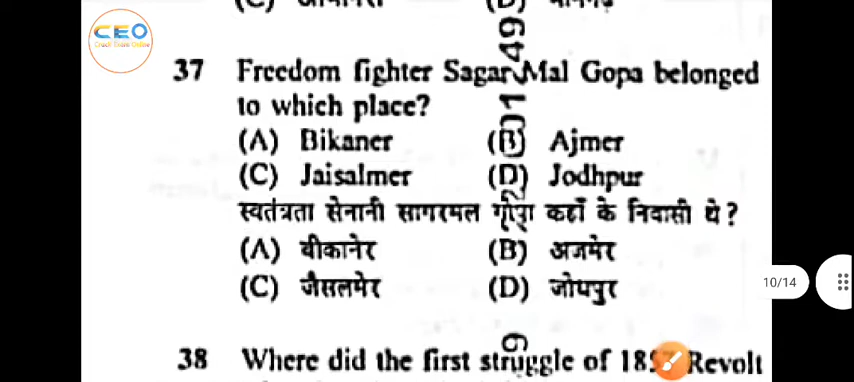 CEO
37 Freedom fighter Sagar Mal Gopa belonged
to which place?
(A) Bikaner (B) Ajmer
(C) Jaisalmer (D) Jodhpur
स्वतंत्रता सेनानी सागरमल गोपा कहाँ के निवासी थे ?
(A) बीकानेर (B) अजमेर
(C) जैसलमेर (D) जोधपुर
10/14
38 Where did the first struggle of 1857 Revolt